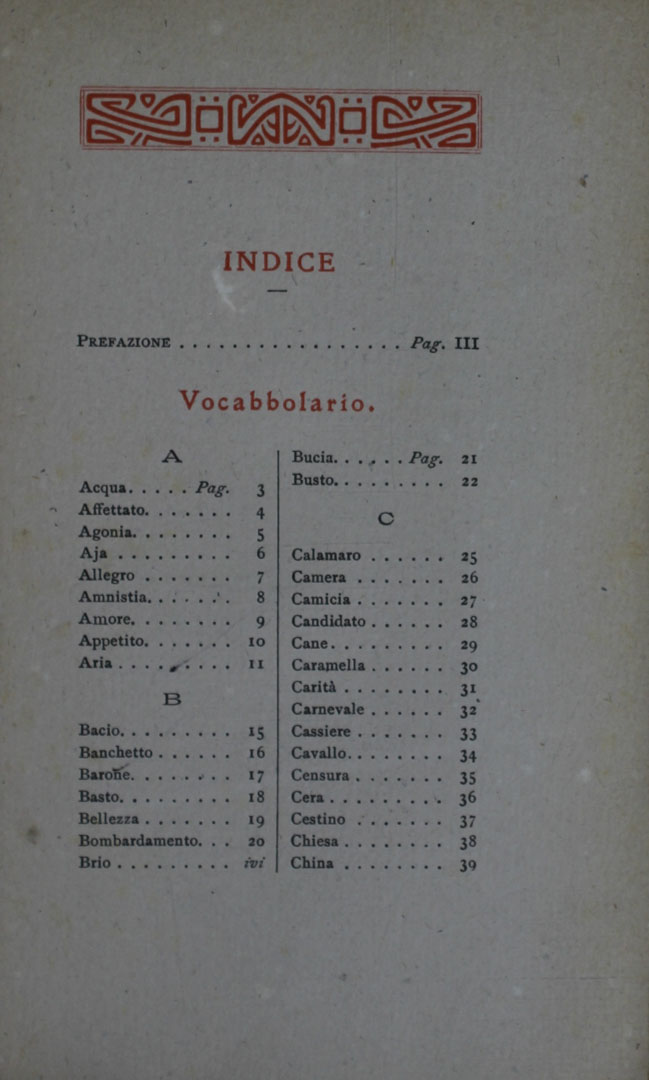 INDICE
PREFAZIONE . . . . . . . . . . . . . . . . . Pag. III
Vocabbolario.
A
Acqua. . . . . Pag. 3
Affettato. . . . . . . 4
Agonia. . . . . . . . 5
Aja . . . . . . . . . 6
Allegro . . . . . . . 7
Amnistia. . . . . . . 8
Amore. . . . . . . . 9
Appetito. . . . . . . 10
Aria . . . . . . . . . 11
B
Bacio. . . . . . . . . 15
Banchetto . . . . . . 16
Barone. . . . . . . . 17
Basto. . . . . . . . . 18
Bellezza . . . . . . . 19
Bombardamento. . . 20
Brio . . . . . . . . . ivi
Bucia. . . . . . Pag. 21
Busto. . . . . . . . . 22
C
Calamaro . . . . . . 25
Camera . . . . . . . 26
Camicia . . . . . . . 27
Candidato . . . . . . 28
Cane. . . . . . . . . 29
Caramella . . . . . . 30
Carità . . . . . . . . 31
Carnevale . . . . . . 32
Cassiere . . . . . . . 33
Cavallo. . . . . . . . 34
Censura . . . . . . . 35
Cera . . . . . . . . . 36
Cestino . . . . . . . 37
Chiesa . . . . . . . . 38
China . . . . . . . . 39